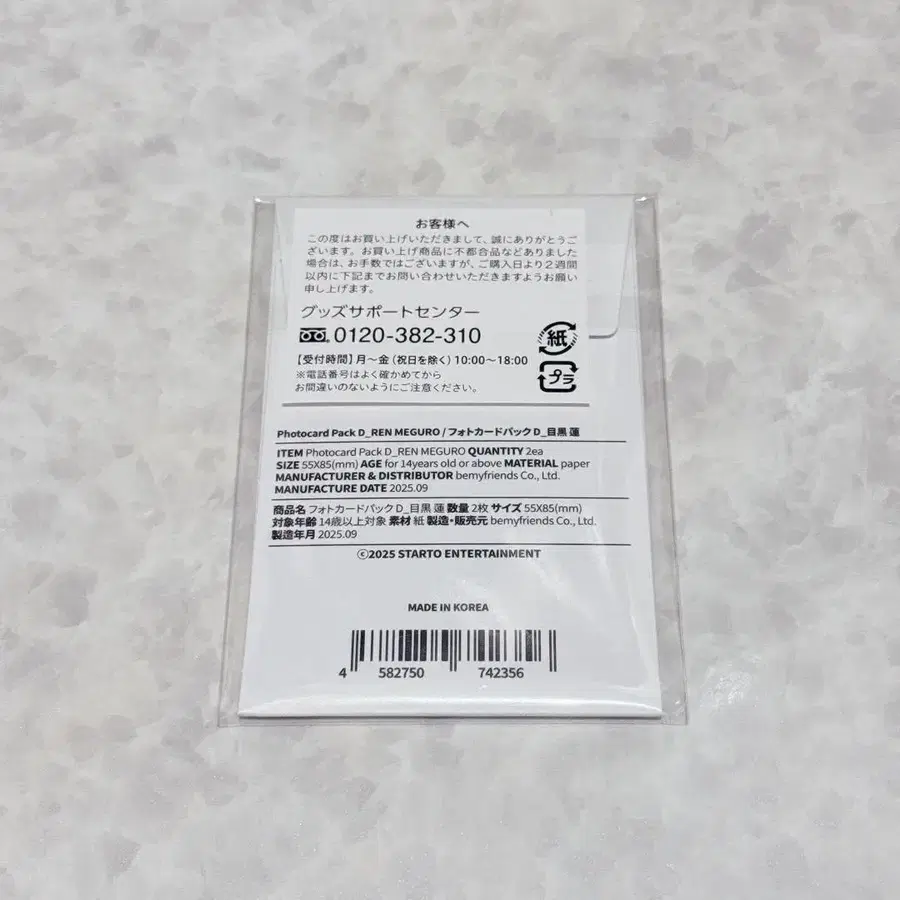 お客様へ
この度はお買い上げいただきまして、誠にありがとうご
ざいます。お買い上げ商品に不都合品などありました
場合は、お手数ではございますが、ご購入日より2週間
以内に下記までお問い合わせいただきますようお願い
申し上げます。
グッズサポートセンター
0120-382-310
【受付時間】月～金(祝日を除く)10:00～18:00
※電話番号はよく確かめてから
お間違いのないようにご注意ください。
紙
プラ
Photocard Pack D_REN MEGURO / フォトカードパック D_目黒 蓮
ITEM Photocard Pack D_REN MEGURO QUANTITY 2ea
SIZE 55X85(mm) AGE for 14years old or above MATERIAL paper
MANUFACTURER & DISTRIBUTOR bemyfriends Co., Ltd.
MANUFACTURE DATE 2025.09
商品名 フォトカードパック D_目黒 蓮 数量 2枚 サイズ 55X85(mm)
対象年齢 14歳以上対象 素材 紙 製造・販売元 bemyfriends Co., Ltd.
製造年月 2025.09
©2025 STARTO ENTERTAINMENT
MADE IN KOREA
4 582750 742356